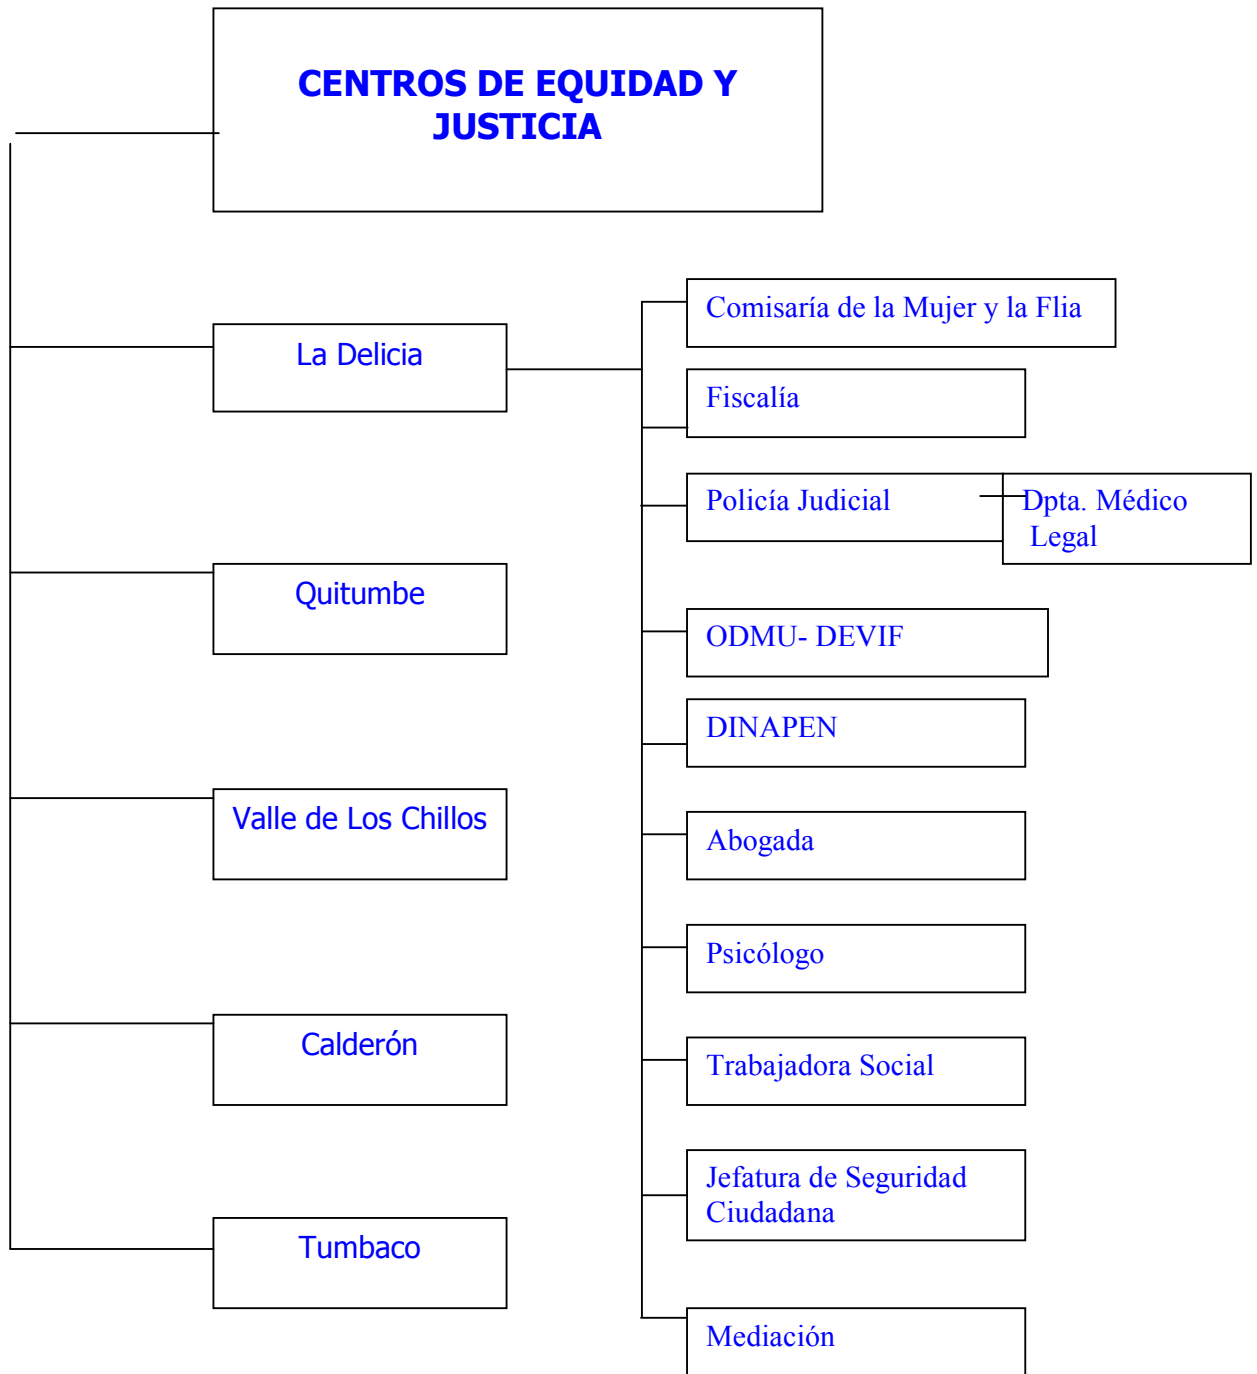 CENTROS DE EQUIDAD Y
JUSTICIA
La Delicia
Quitumbe
Valle de Los Chillos
Calderón
Tumbaco
Comisaría de la Mujer y la Flia
Fiscalía
Policía Judicial
Dpta. Médico
Legal
ODMU- DEVIF
DINAPEN
Abogada
Psicólogo
Trabajadora Social
Jefatura de Seguridad
Ciudadana
Mediación